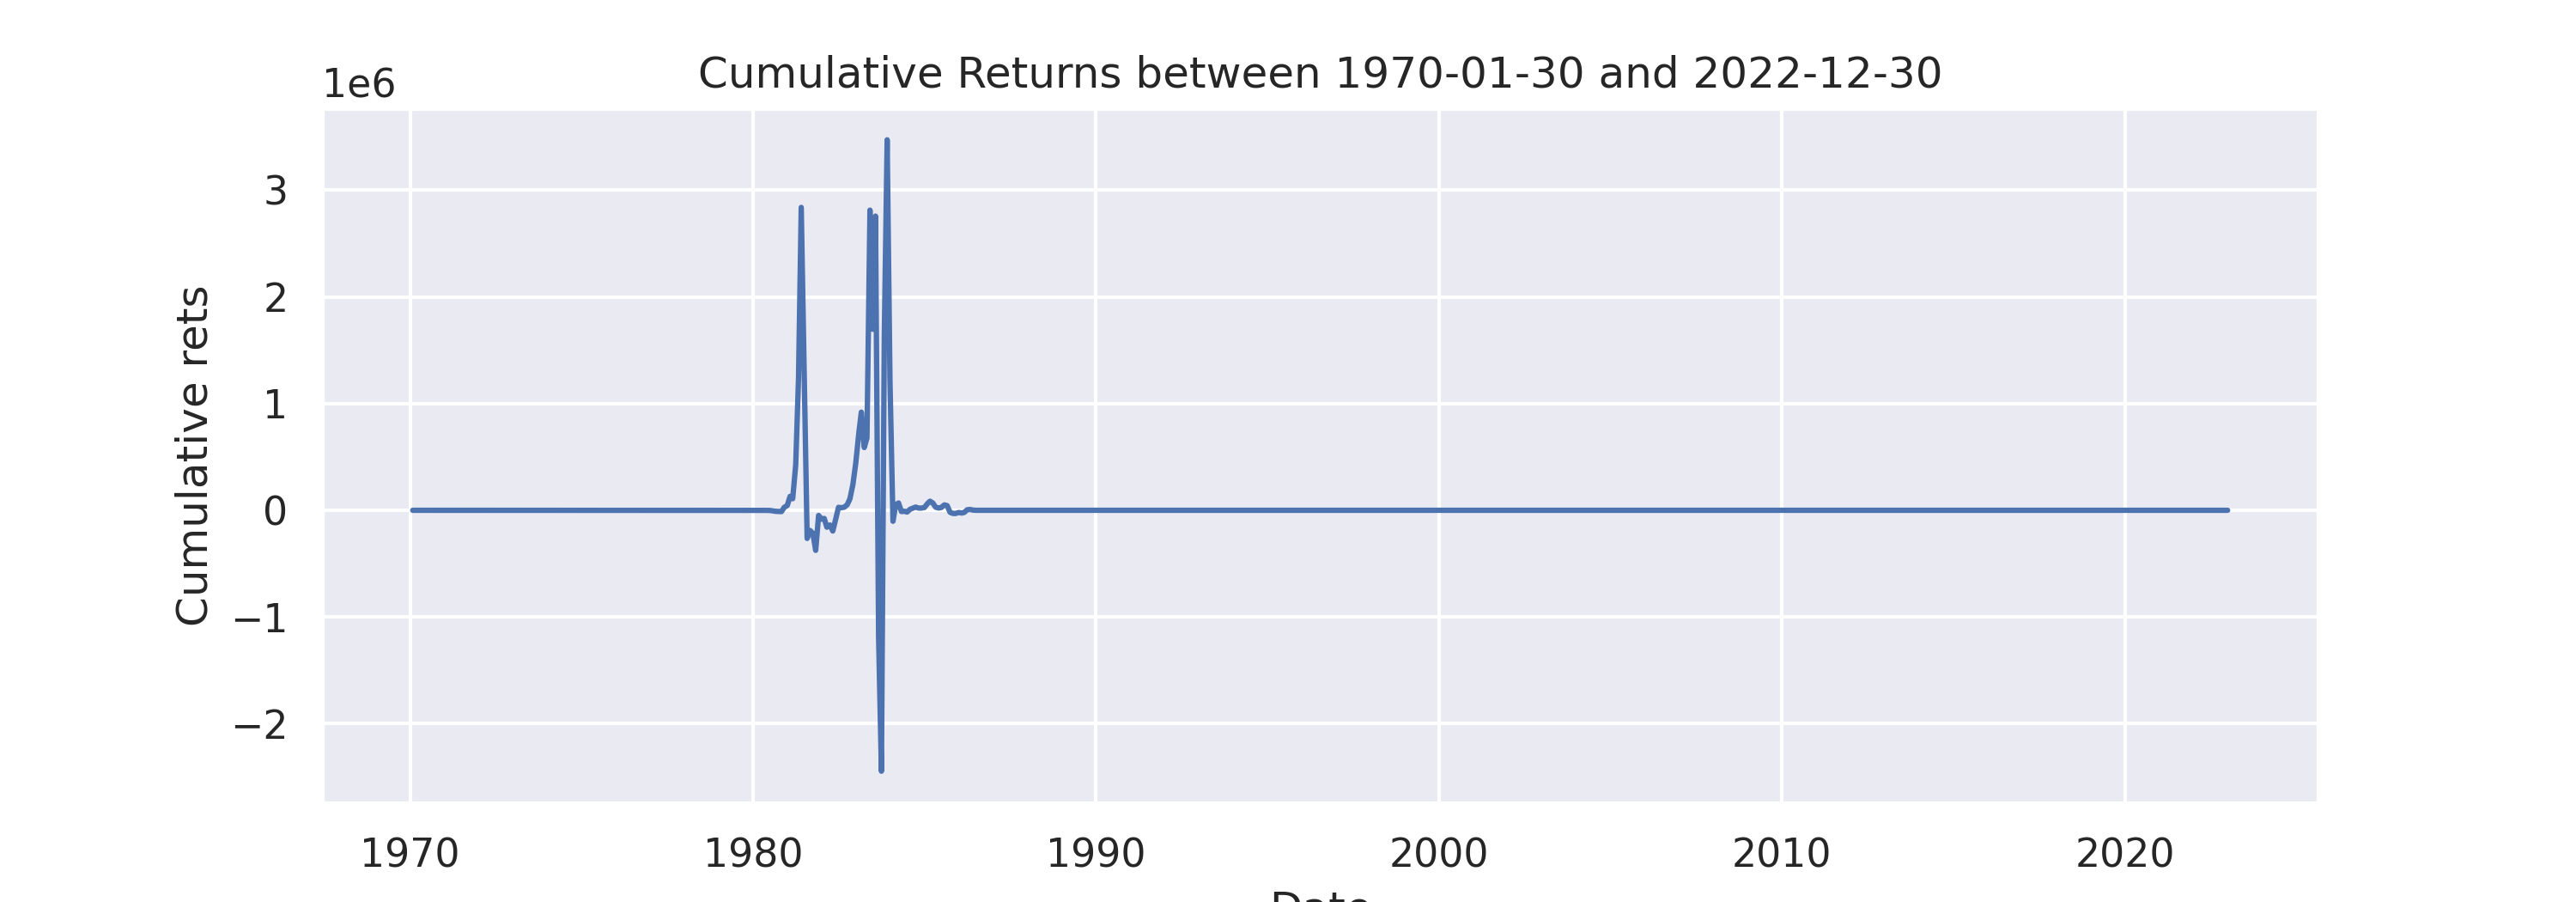 Cumulative Returns between 1970-01-30 and 2022-12-30
1e6
3
2
1
0
−1
−2
Cumulative rets
1970 1980 1990 2000 2010 2020
Date